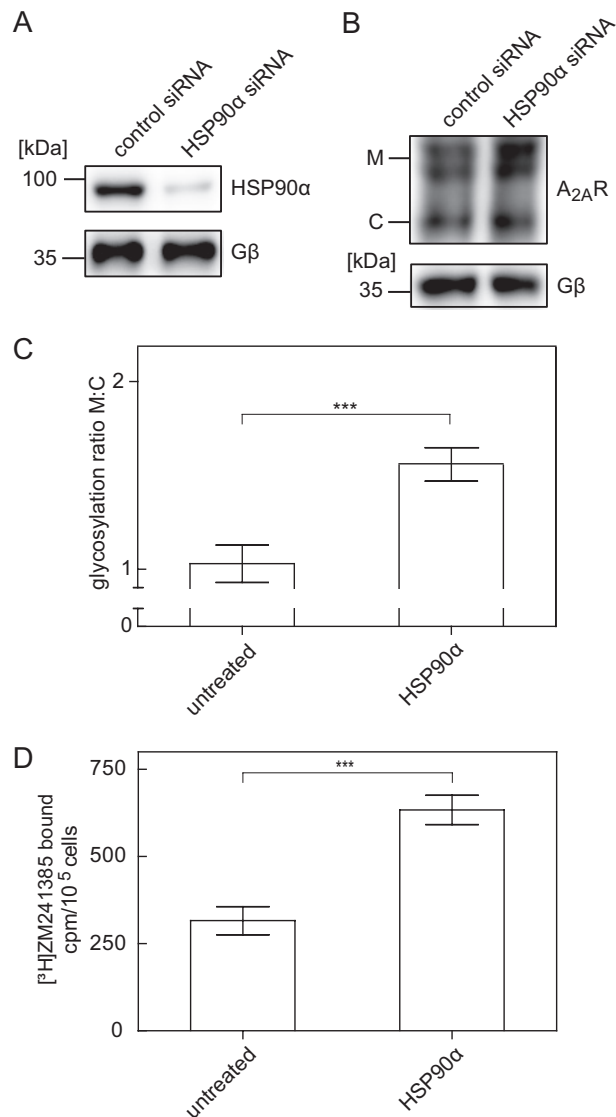 A
control siRNA
HSP90α siRNA
[kDa]
100
HSP90α
35
Gβ
B
control siRNA
HSP90α siRNA
M
C
A2AR
[kDa]
35
Gβ
C
glycosylation ratio M:C
2
1
0
***
untreated
HSP90α
D
[³H]ZM241385 bound
cpm/10⁵ cells
750
500
250
0
***
untreated
HSP90α